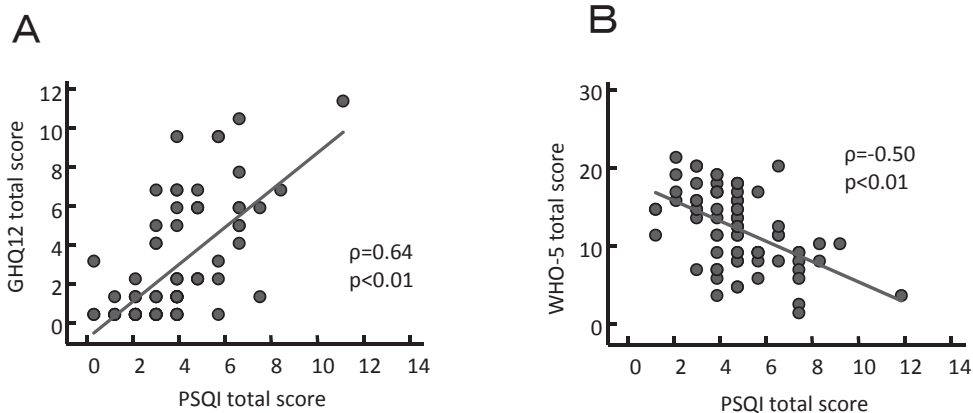 A
12
10
8
6
4
2
0
GHQ12 total score
ρ=0.64
p<0.01
0 2 4 6 8 10 12 14
PSQI total score
B
30
20
10
0
WHO-5 total score
ρ=-0.50
p<0.01
0 2 4 6 8 10 12 14
PSQI total score